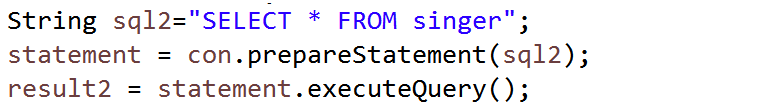 String sql2="SELECT * FROM singer";
statement = con.prepareStatement(sql2);
result2 = statement.executeQuery();